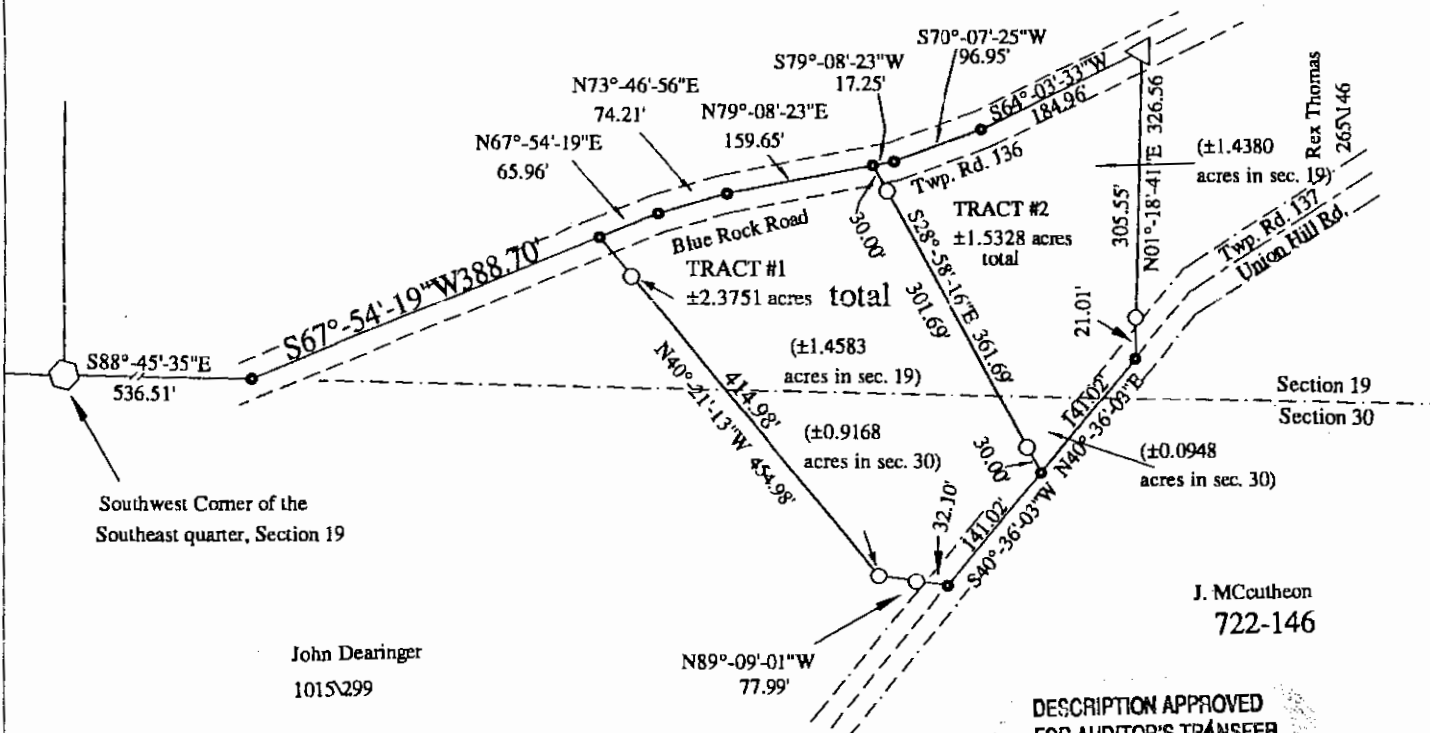 S70°-07'-25"W
96.95'
S79°-08'-23"W
17.25'
N73°-46'-56"E
74.21'
N79°-08'-23"E
159.65'
N67°-54'-19"E
65.96'
S64°-03'-33"W
184.96'
Twp. Rd. 136
Blue Rock Road
S67°-54'-19"W388.70'
N01°-18'-41"E 326.56
305.55'
Rex Thomas
265\146
(±1.4380
acres in sec. 19)
Twp. Rd. 137
Union Hill Rd.
TRACT #2
±1.5328 acres
total
30.00'
S28°-58'-16"E 361.69'
301.69'
TRACT #1
±2.3751 acres total
21.01'
S88°-45'-35"E
536.51'
(±1.4583
acres in sec. 19)
414.98'
N40°-21'-13"W 454.98'
141.02'
N40°-36'-03"E
Section 19
Section 30
(±0.9168
acres in sec. 30)
30.00'
(±0.0948
acres in sec. 30)
32.10'
141.02'
S40°-36'-03"W
Southwest Corner of the
Southeast quarter, Section 19
J. MCcutheon
722-146
John Dearinger
1015\299
N89°-09'-01"W
77.99'
DESCRIPTION APPROVED
FOR AUDITOR'S TRANSFER